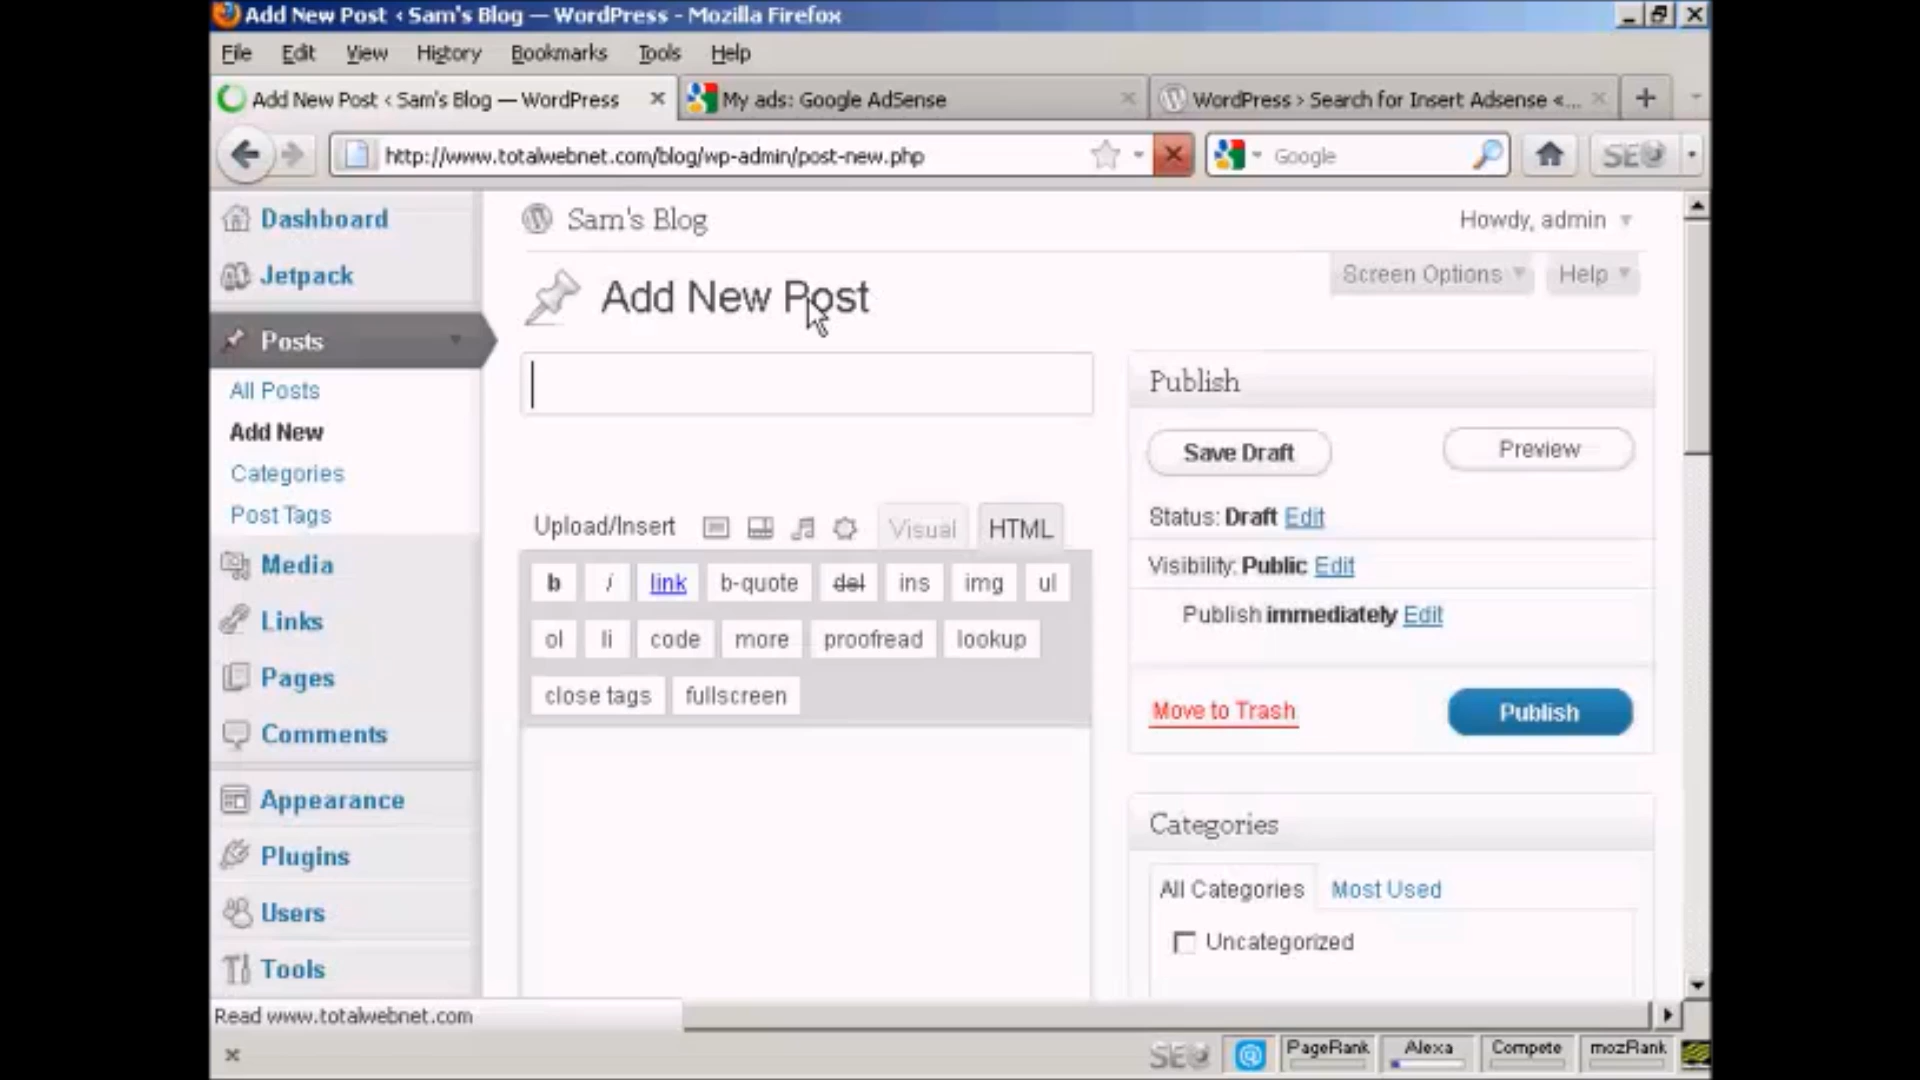 Add New Post ‹ Sam's Blog — WordPress - Mozilla Firefox
File Edit View History Bookmarks Tools Help
Add New Post ‹ Sam's Blog — WordPress
My ads: Google AdSense
WordPress › Search for Insert Adsense «...
http://www.totalwebnet.com/blog/wp-admin/post-new.php
Google
SEO
Dashboard
Jetpack
Posts
All Posts
Add New
Categories
Post Tags
Media
Links
Pages
Comments
Appearance
Plugins
Users
Tools
Sam's Blog
Howdy, admin
Screen Options
Help
Add New Post
Upload/Insert
Visual
HTML
b i link b-quote del ins img ul
ol li code more proofread lookup
close tags fullscreen
Publish
Save Draft
Preview
Status: Draft Edit
Visibility: Public Edit
Publish immediately Edit
Move to Trash
Publish
Categories
All Categories
Most Used
Uncategorized
Read www.totalwebnet.com
SEO
PageRank
Alexa
Compete
mozRank